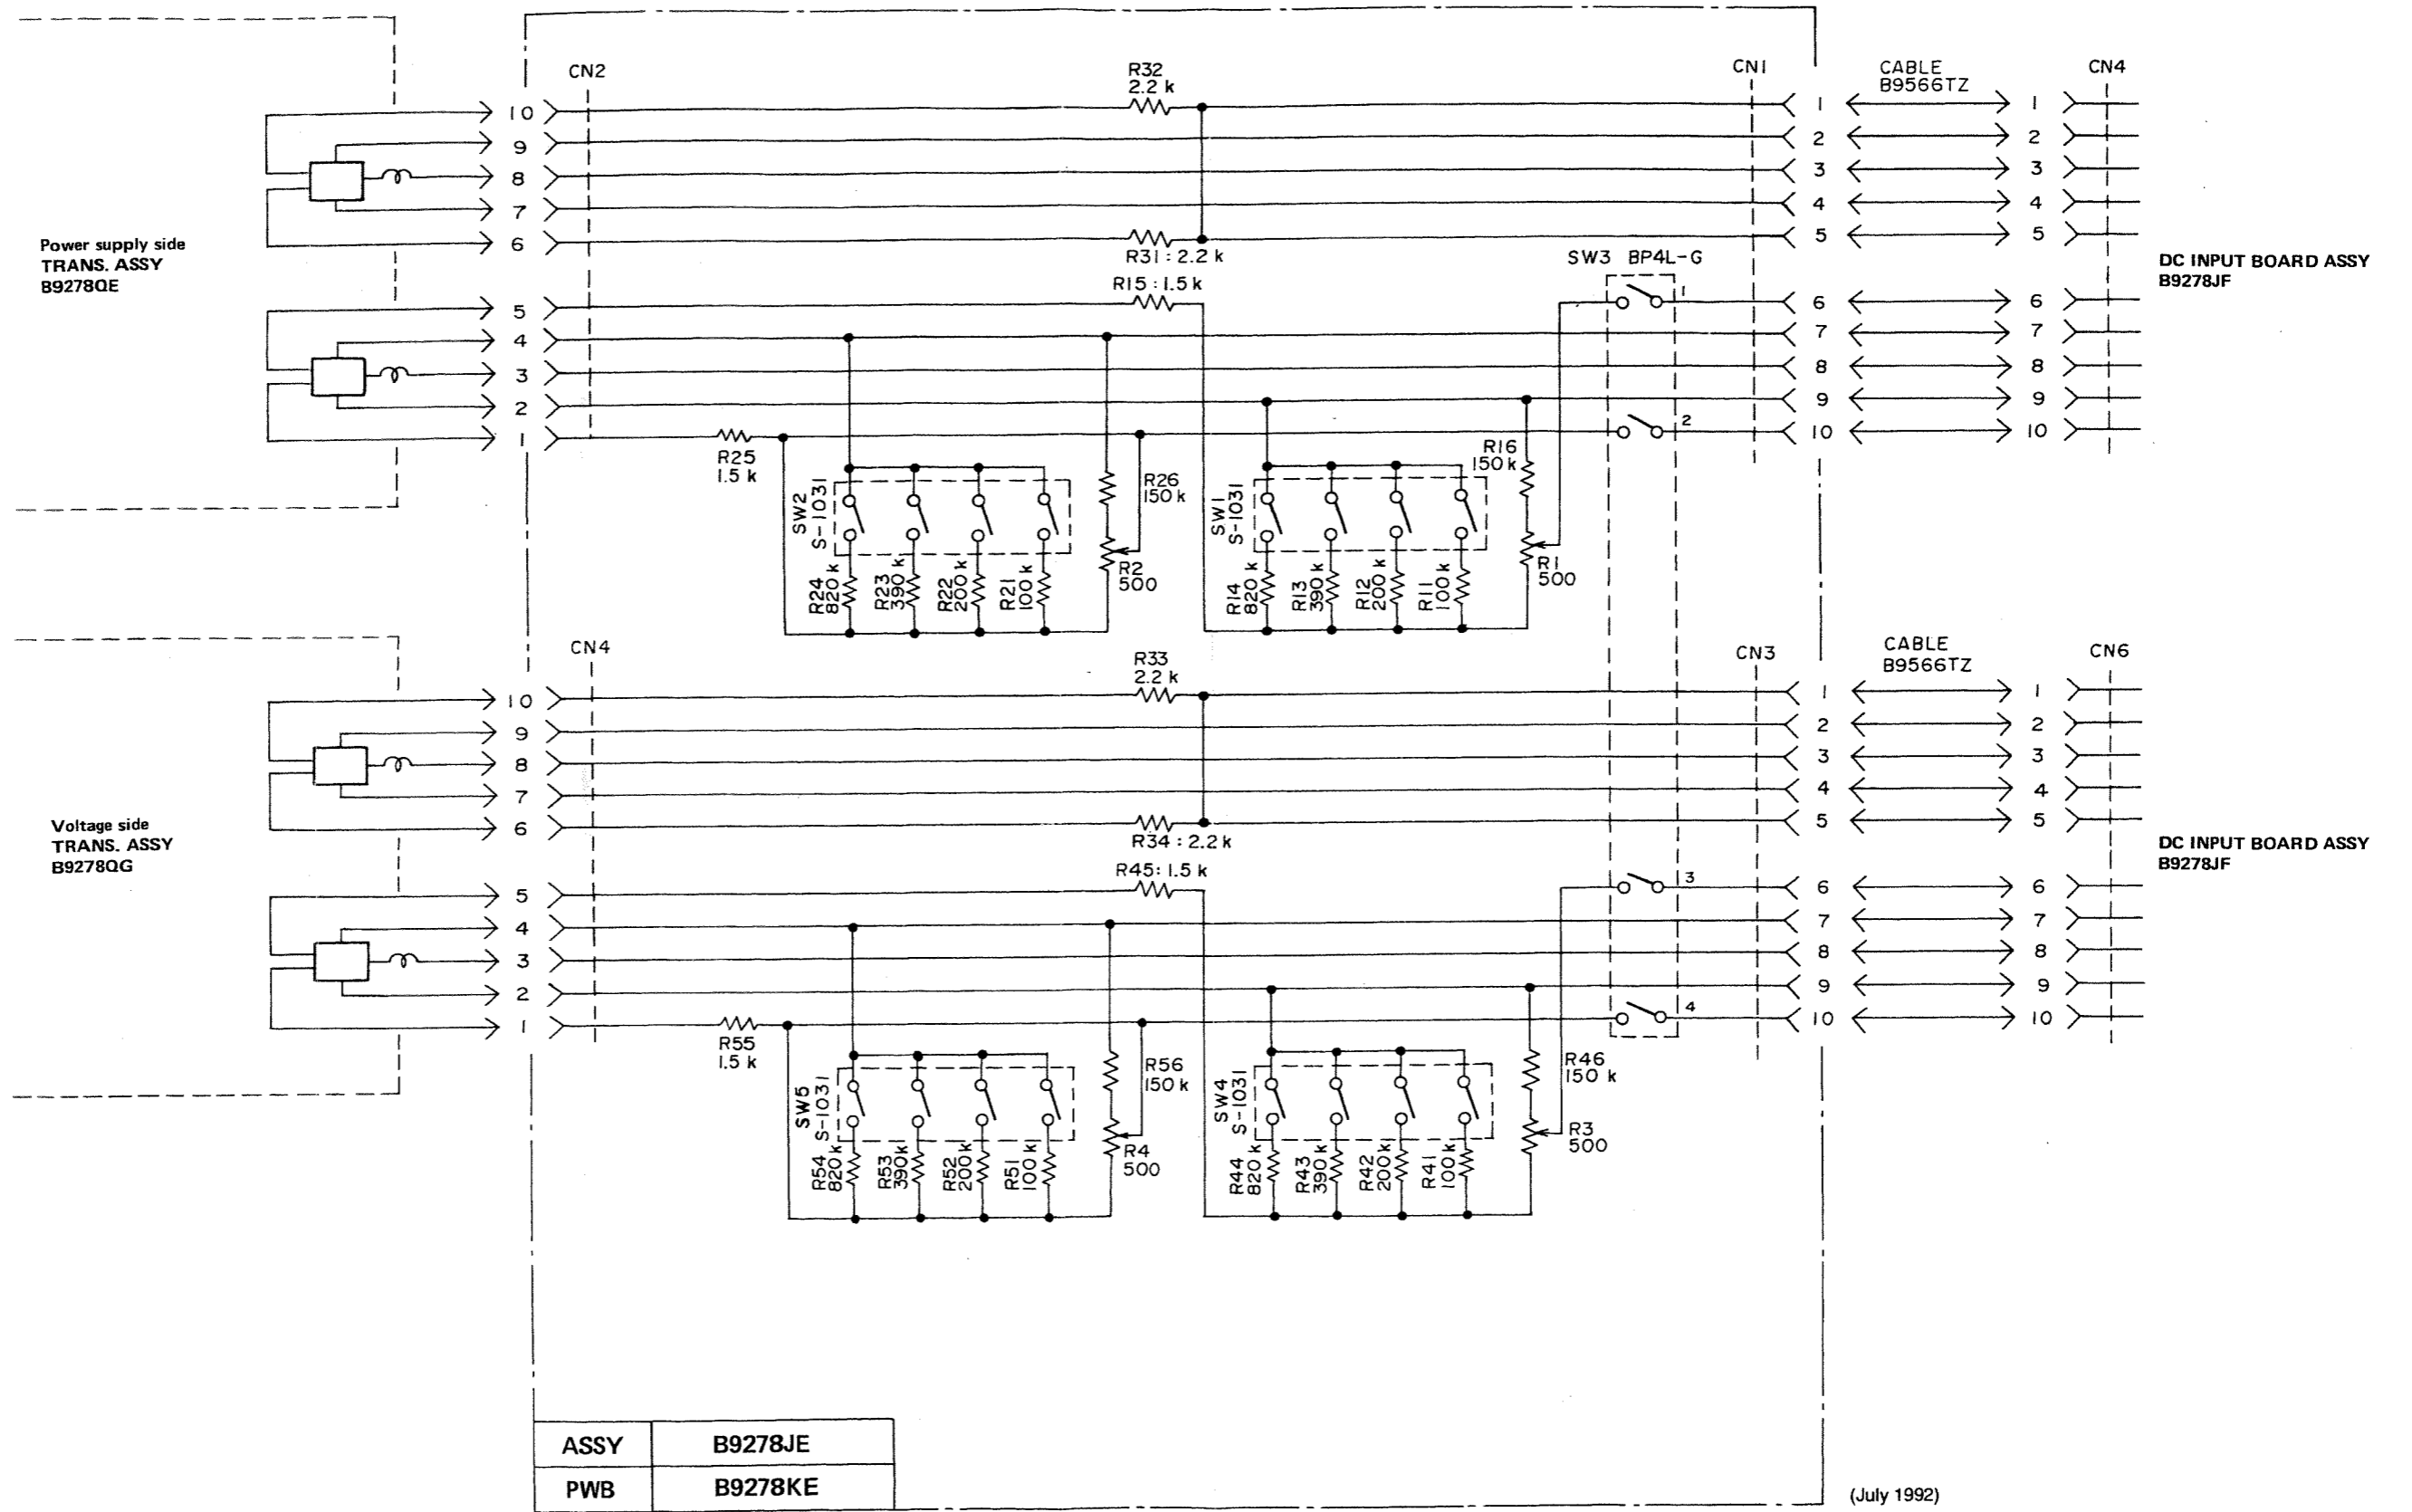 CN2
R32
2.2 k
CN1
CABLE
B9566TZ
CN4
10
9
8
7
6
1
2
3
4
5
1
2
3
4
5
Power supply side
TRANS. ASSY
B9278QE
R31 : 2.2 k
SW3 BP4L-G
DC INPUT BOARD ASSY
B9278JF
R15 : 1.5 k
5
4
3
2
1
1
2
6
7
8
9
10
6
7
8
9
10
R25
1.5 k
SW2
S-1031
R26
150 k
R2
500
R24
820 k
R23
390 k
R22
200 k
R21
100 k
SW1
S-1031
R16
150 k
R1
500
R14
820 k
R13
390 k
R12
200 k
R11
100 k
CN4
R33
2.2 k
CN3
CABLE
B9566TZ
CN6
10
9
8
7
6
1
2
3
4
5
1
2
3
4
5
Voltage side
TRANS. ASSY
B9278QG
R34 : 2.2 k
DC INPUT BOARD ASSY
B9278JF
R45 : 1.5 k
5
4
3
2
1
3
4
6
7
8
9
10
6
7
8
9
10
R55
1.5 k
SW5
S-1031
R56
150 k
R4
500
R54
820 k
R53
390k
R52
200k
R51
100 k
SW4
S-1031
R46
150 k
R3
500
R44
820 k
R43
390 k
R42
200k
R41
100k
ASSY B9278JE
PWB B9278KE
(July 1992)